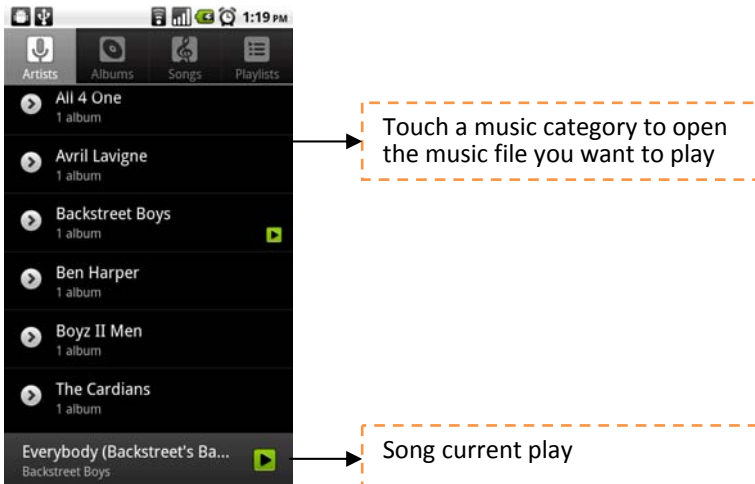 1:19 PM
Artists Albums Songs Playlists
All 4 One
1 album
Avril Lavigne
1 album
Backstreet Boys
1 album
Ben Harper
1 album
Boyz II Men
1 album
The Cardians
1 album
Everybody (Backstreet's Ba...
Backstreet Boys
Touch a music category to open
the music file you want to play
Song current play